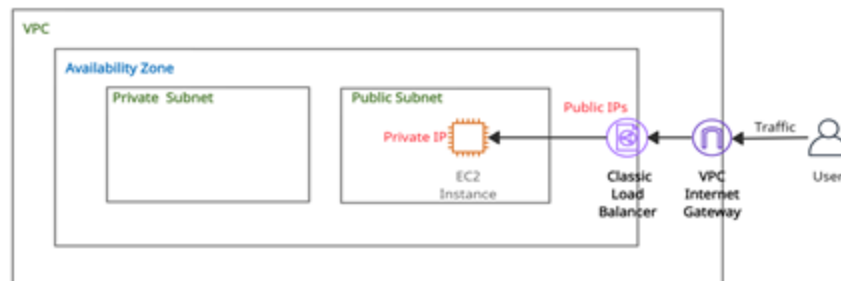 VPC
Availability Zone
Private Subnet
Public Subnet
Public IPs
Private IP
Traffic
EC2
Instance
Classic
Load
Balancer
VPC
Internet
Gateway
User